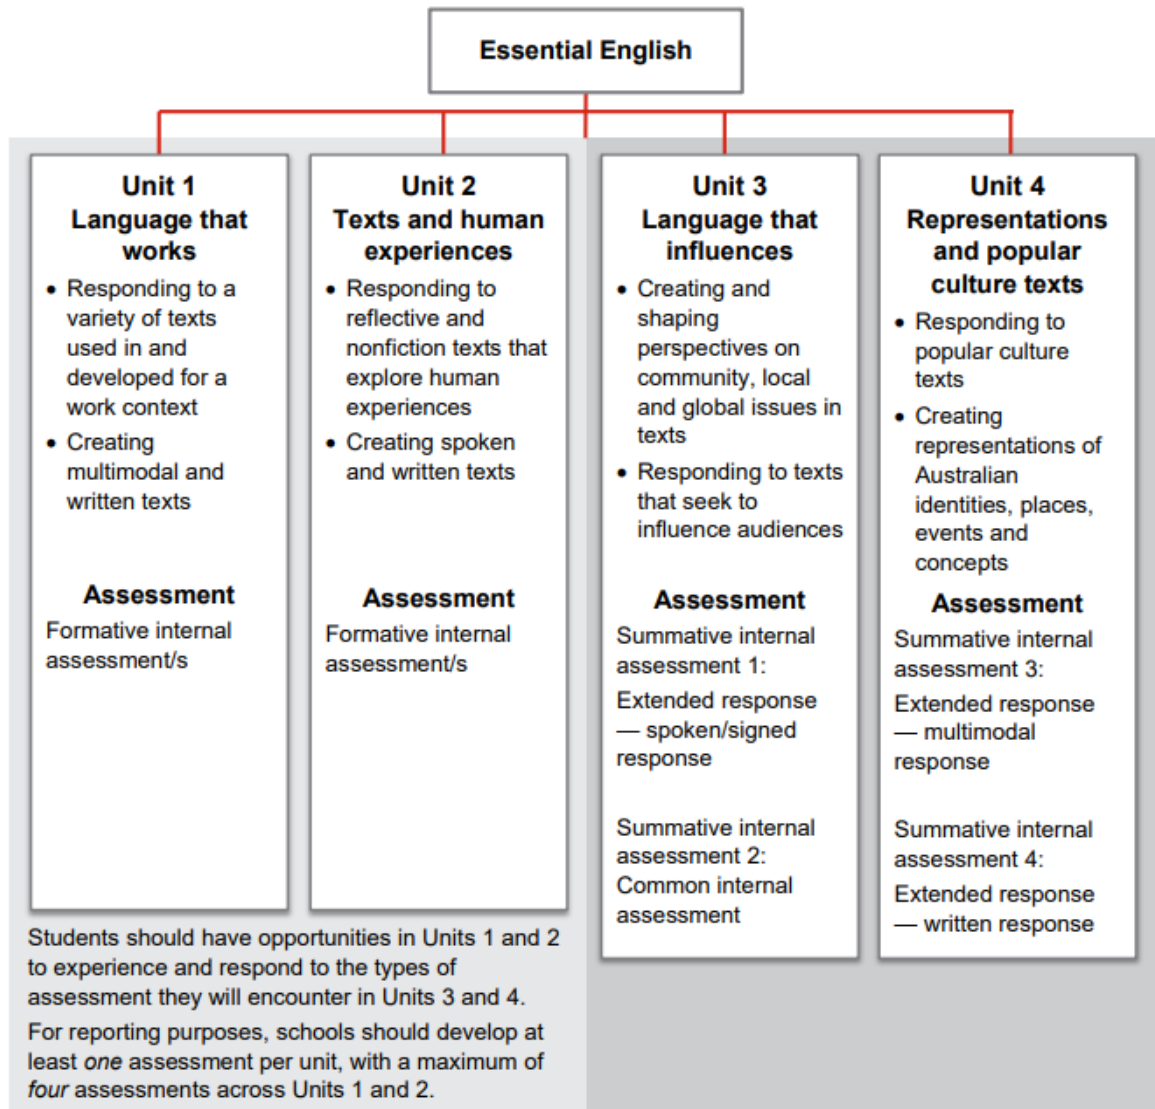 Essential English
Unit 1
Language that
works
• Responding to a
variety of texts
used in and
developed for a
work context
• Creating
multimodal and
written texts
Assessment
Formative internal
assessment/s
Unit 2
Texts and human
experiences
• Responding to
reflective and
nonfiction texts that
explore human
experiences
• Creating spoken
and written texts
Assessment
Formative internal
assessment/s
Students should have opportunities in Units 1 and 2
to experience and respond to the types of
assessment they will encounter in Units 3 and 4.
For reporting purposes, schools should develop at
least one assessment per unit, with a maximum of
four assessments across Units 1 and 2.
Unit 3
Language that
influences
• Creating and
shaping
perspectives on
community, local
and global issues in
texts
• Responding to texts
that seek to
influence audiences
Assessment
Summative internal
assessment 1:
Extended response
— spoken/signed
response
Summative internal
assessment 2:
Common internal
assessment
Unit 4
Representations
and popular
culture texts
• Responding to
popular culture
texts
• Creating
representations of
Australian
identities, places,
events and
concepts
Assessment
Summative internal
assessment 3:
Extended response
— multimodal
response
Summative internal
assessment 4:
Extended response
— written response